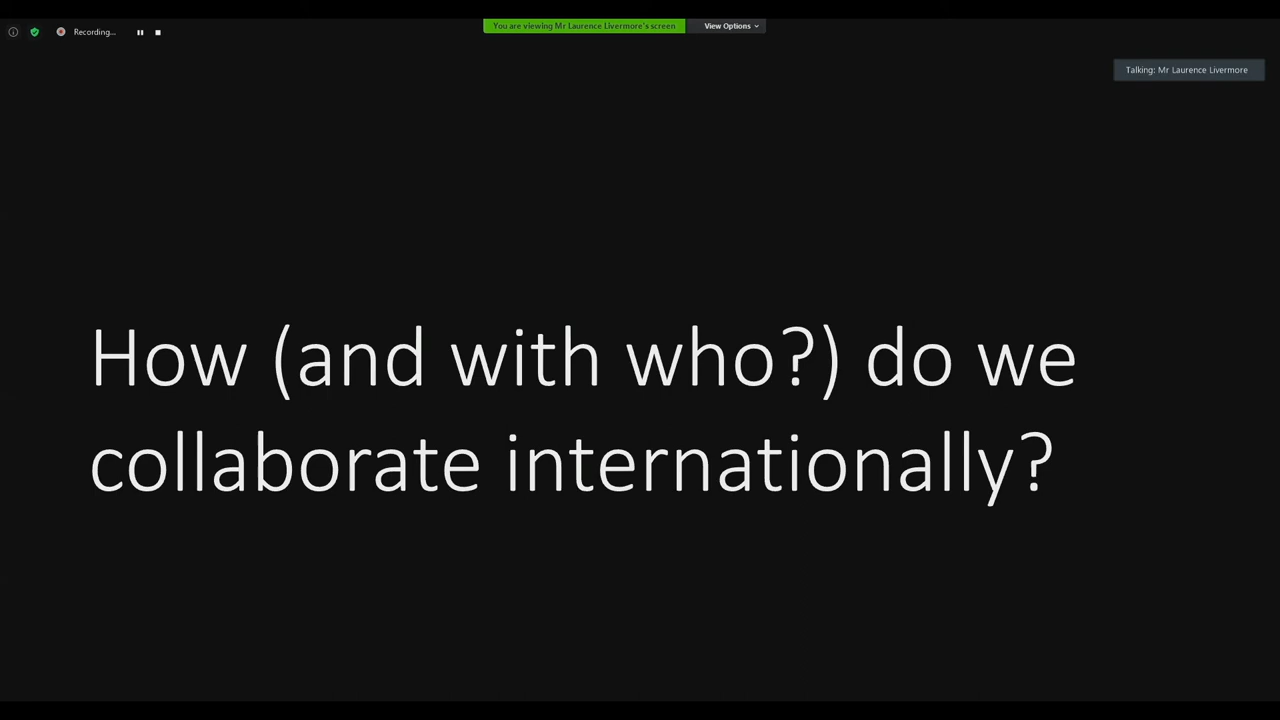 Recording...
You are viewing Mr Laurence Livermore's screen
View Options
Talking: Mr Laurence Livermore
How (and with who?) do we
collaborate internationally?